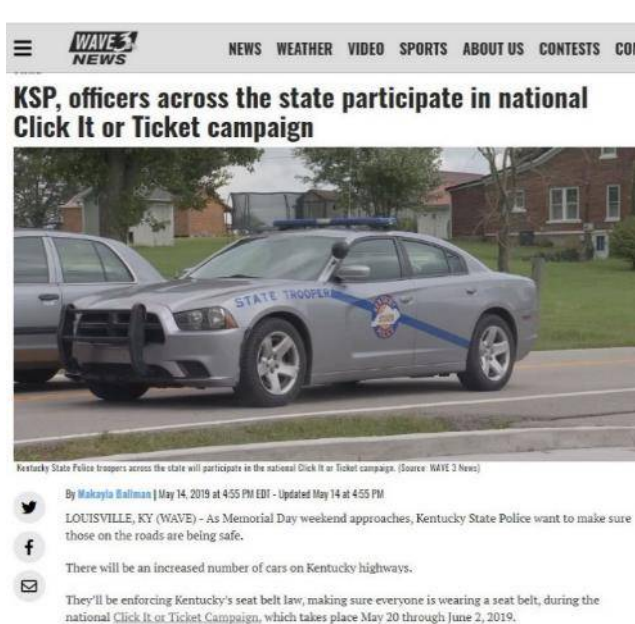 WAVE 3
NEWS
NEWS WEATHER VIDEO SPORTS ABOUT US CONTESTS
KSP, officers across the state participate in national
Click It or Ticket campaign
STATE TROOPER
Kentucky State Police troopers across the state will participate in the national Click It or Ticket campaign. (Source: WAVE 3 News)
By Makayla Ballman | May 14, 2019 at 4:55 PM EDT - Updated May 14 at 4:55 PM
LOUISVILLE, KY (WAVE) - As Memorial Day weekend approaches, Kentucky State Police want to make sure
those on the roads are being safe.
There will be an increased number of cars on Kentucky highways.
They'll be enforcing Kentucky's seat belt law, making sure everyone is wearing a seat belt, during the
national Click It or Ticket Campaign, which takes place May 20 through June 2, 2019.